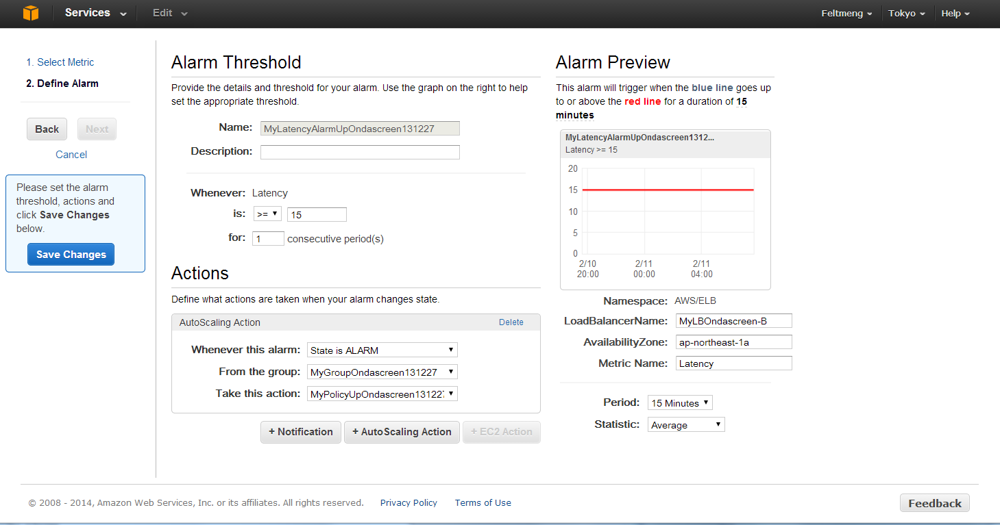 Services Edit Feltmeng Tokyo Help
1. Select Metric
2. Define Alarm
Back Next
Cancel
Please set the alarm
threshold, actions and
click Save Changes
below.
Save Changes
Alarm Threshold
Provide the details and threshold for your alarm. Use the graph on the right to help
set the appropriate threshold.
Name: MyLatencyAlarmUpOndascreen131227
Description:
Whenever: Latency
is: >= 15
for: 1 consecutive period(s)
Actions
Define what actions are taken when your alarm changes state.
AutoScaling Action Delete
Whenever this alarm: State is ALARM
From the group: MyGroupOndascreen131227
Take this action: MyPolicyUpOndascreen131227
+ Notification + AutoScaling Action + EC2 Action
Alarm Preview
This alarm will trigger when the blue line goes up
to or above the red line for a duration of 15
minutes
MyLatencyAlarmUpOndascreen1312...
Latency >= 15
20
15
10
5
0
2/10 2/11 2/11
20:00 00:00 04:00
Namespace: AWS/ELB
LoadBalancerName: MyLBOndascreen-B
AvailabilityZone: ap-northeast-1a
Metric Name: Latency
Period: 15 Minutes
Statistic: Average
© 2008 - 2014, Amazon Web Services, Inc. or its affiliates. All rights reserved. Privacy Policy Terms of Use Feedback